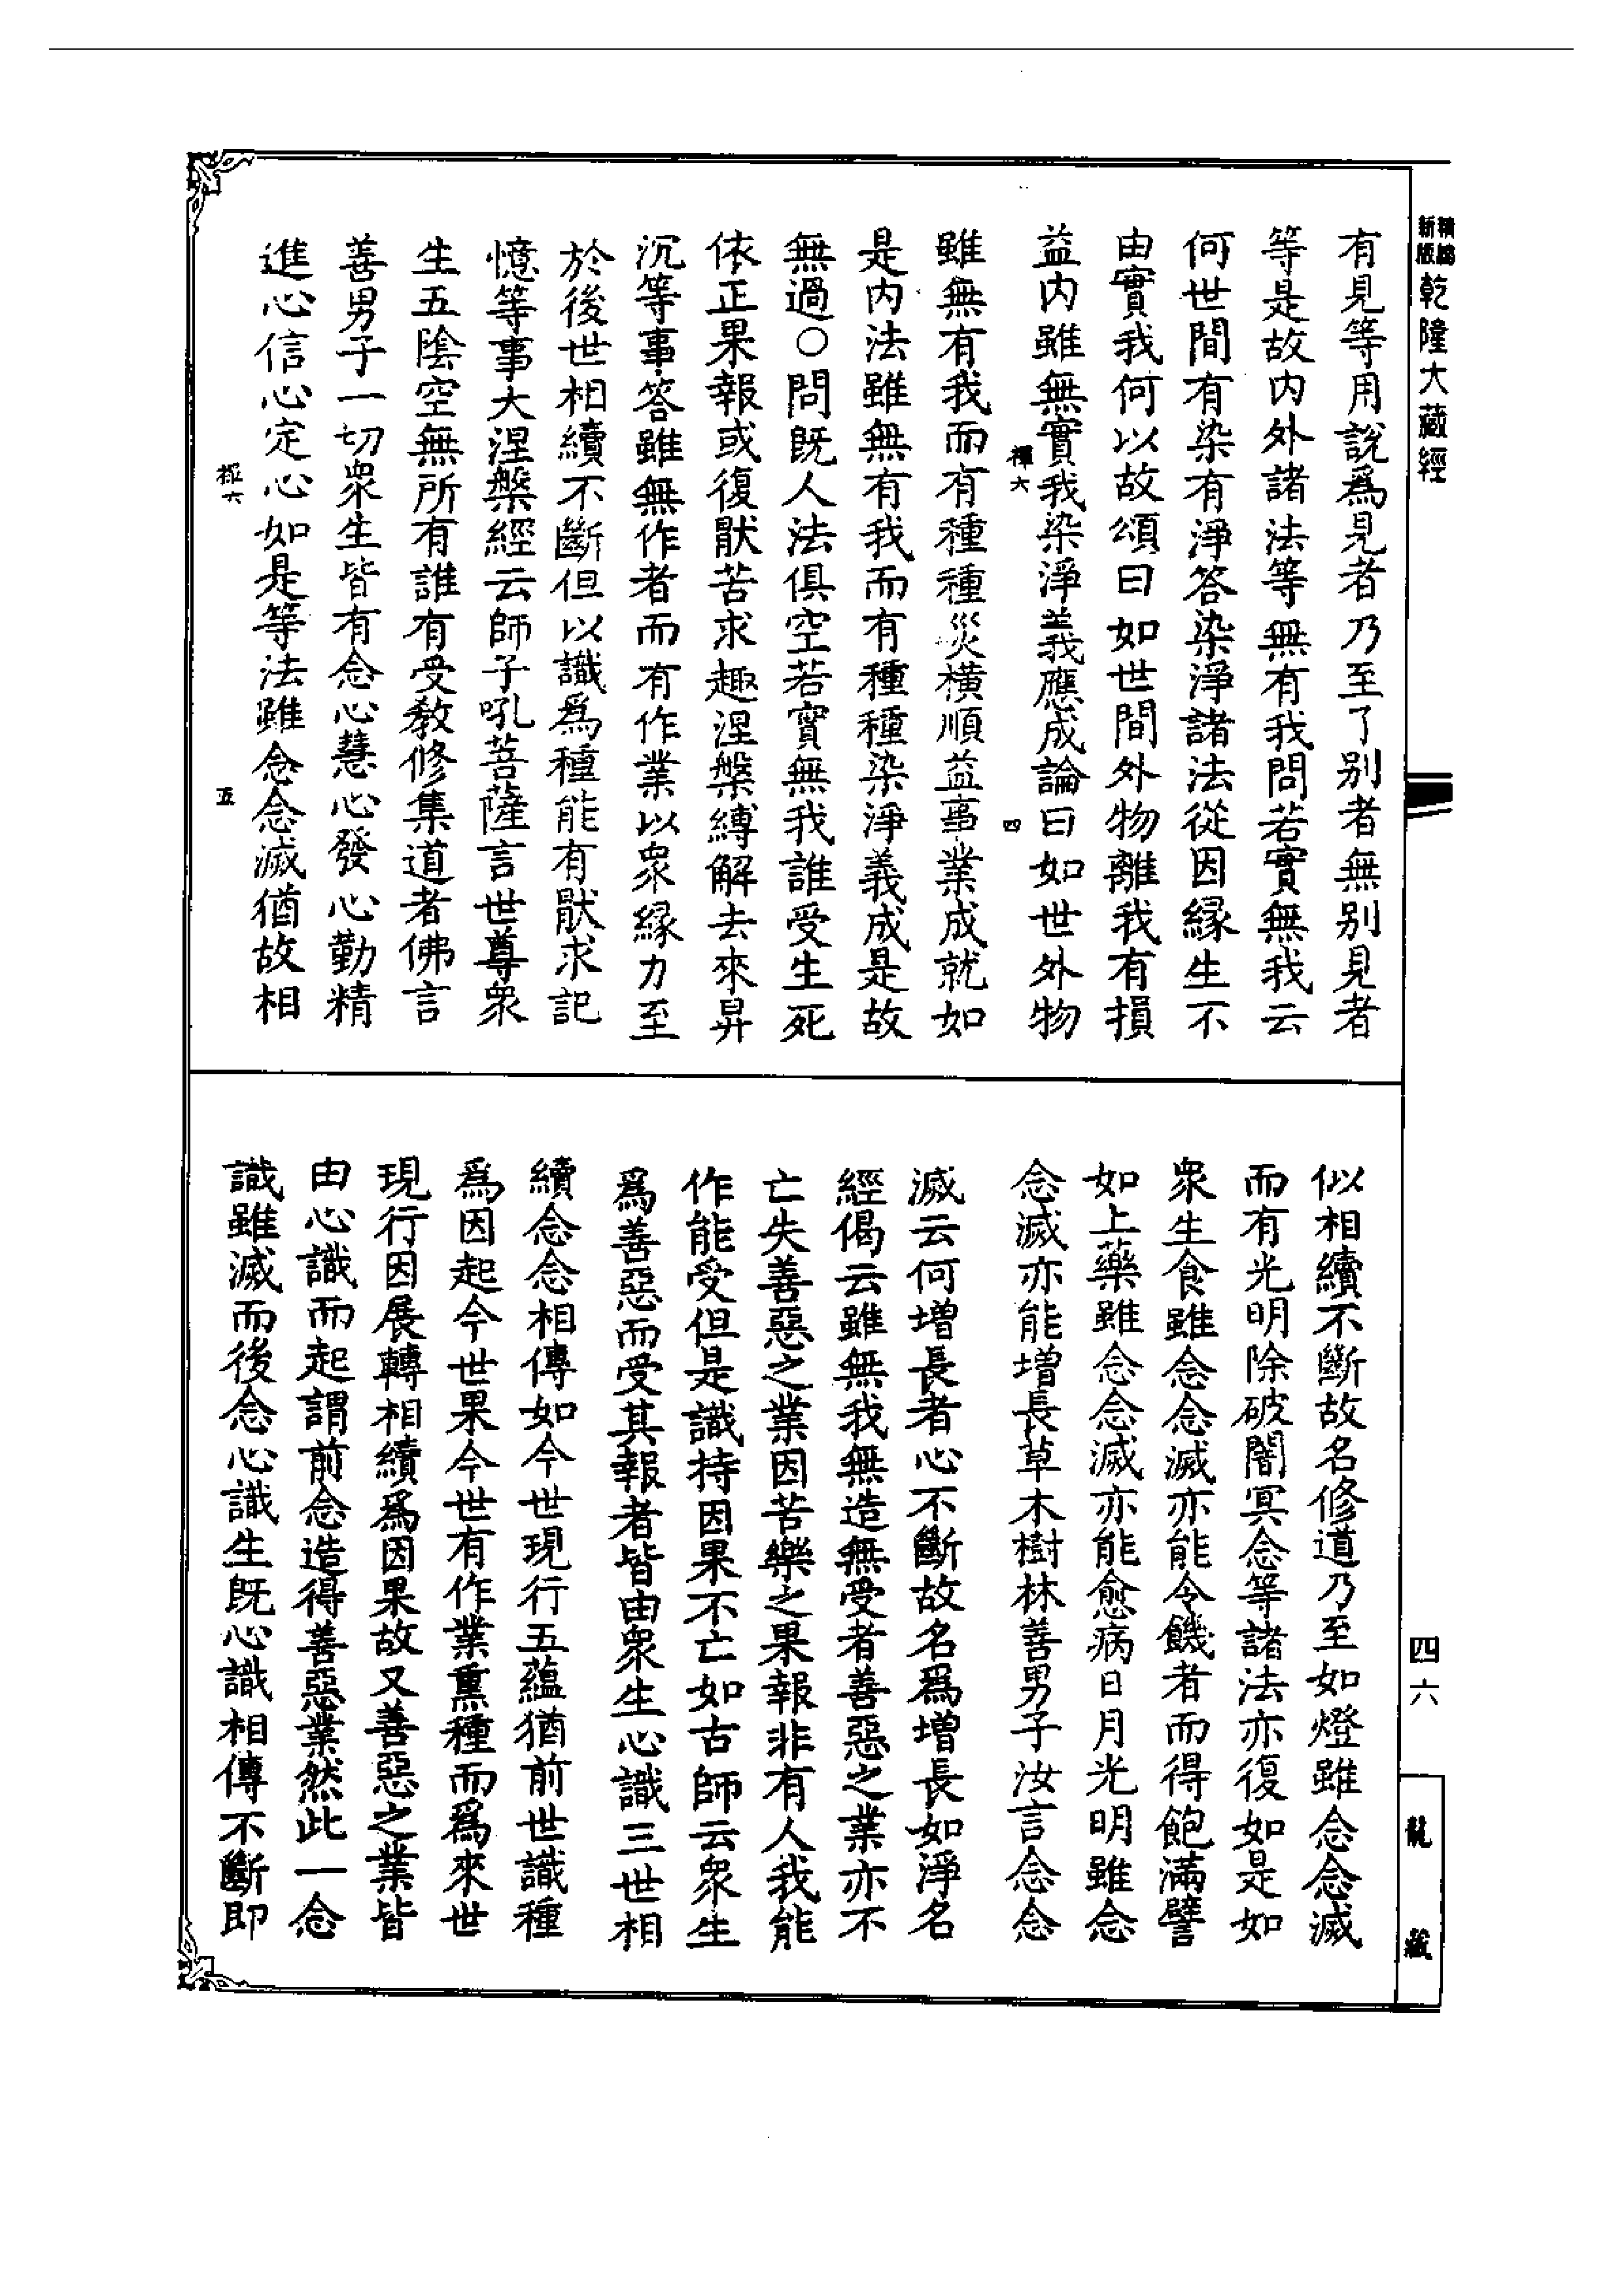 精編
新版
乾隆大藏經
有見等用說爲見者乃至了別者無別見者
等是故內外諸法等無有我問若實無我云
何世間有染有淨答染淨諸法從因緣生不
由實我何以故頌曰如世間外物離我有損
益內雖無實我染淨義應成論曰如世外物
禪六
四
雖無有我而有種種災橫順益事業成就如
是內法雖無有我而有種種染淨義成是故
無過○問旣人法俱空若實無我誰受生死
依正果報或復厭苦求趣涅槃縛解去來昇
沉等事答雖無作者而有作業以衆緣力至
於後世相續不斷但以識爲種能有厭求記
憶等事大涅槃經云師子吼菩薩言世尊衆
生五陰空無所有誰有受教修集道者佛言
善男子一切衆生皆有念心慧心發心勤精
進心信心定心如是等法雖念念滅猶故相
禪六
五
似相續不斷故名修道乃至如燈雖念念滅
而有光明除破闇冥念等諸法亦復如是如
衆生食雖念念滅亦能令饑者而得飽滿譬
如上藥雖念念滅亦能愈病日月光明雖念
念滅亦能增長草木樹林善男子汝言念念
滅云何增長者心不斷故名爲增長如淨名
經偈云雖無我無造無受者善惡之業亦不
亡失善惡之業因苦樂之果報非有人我能
作能受但是識持因果不亡如古師云衆生
爲善惡而受其報者皆由衆生心識三世相
續念念相傳如今世現行五蘊猶前世識種
爲因起今世果今世有作業熏種而爲來世
現行因展轉相續爲因果故又善惡之業皆
由心識而起謂前念造得善惡業然此一念
識雖滅而後念心識生旣心識相傳不斷即
四六
龍藏